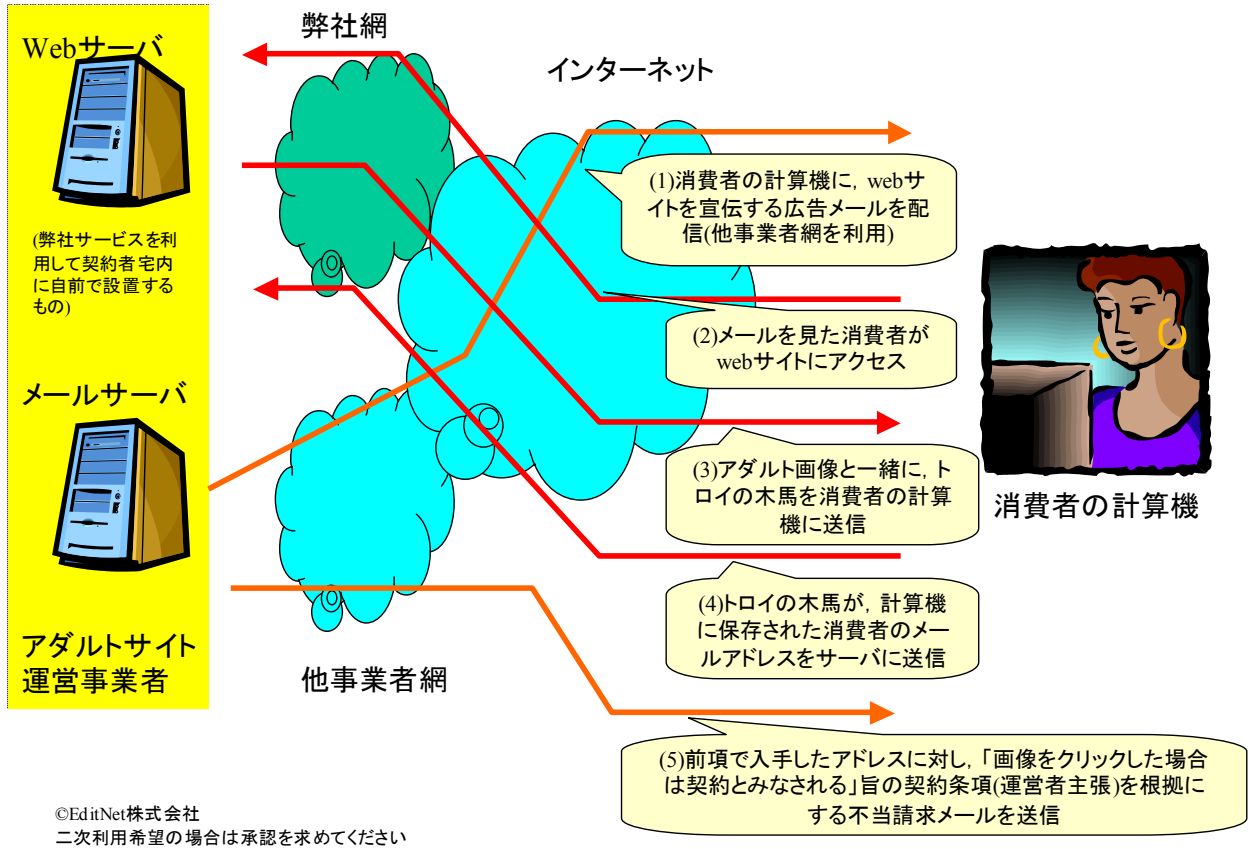 弊社網
Webサーバ
インターネット
(1)消費者の計算機に，webサ
イトを宣伝する広告メールを配
信(他事業者網を利用)
(弊社サービスを利
用して契約者宅内
に自前で設置する
もの)
(2)メールを見た消費者が
webサイトにアクセス
メールサーバ
(3)アダルト画像と一緒に，ト
ロイの木馬を消費者の計算
機に送信
消費者の計算機
(4)トロイの木馬が，計算機
に保存された消費者のメー
ルアドレスをサーバに送信
アダルトサイト
運営事業者
他事業者網
(5)前項で入手したアドレスに対し，「画像をクリックした場合
は契約とみなされる」旨の契約条項(運営者主張)を根拠に
する不当請求メールを送信
©EditNet株式会社
二次利用希望の場合は承認を求めてください